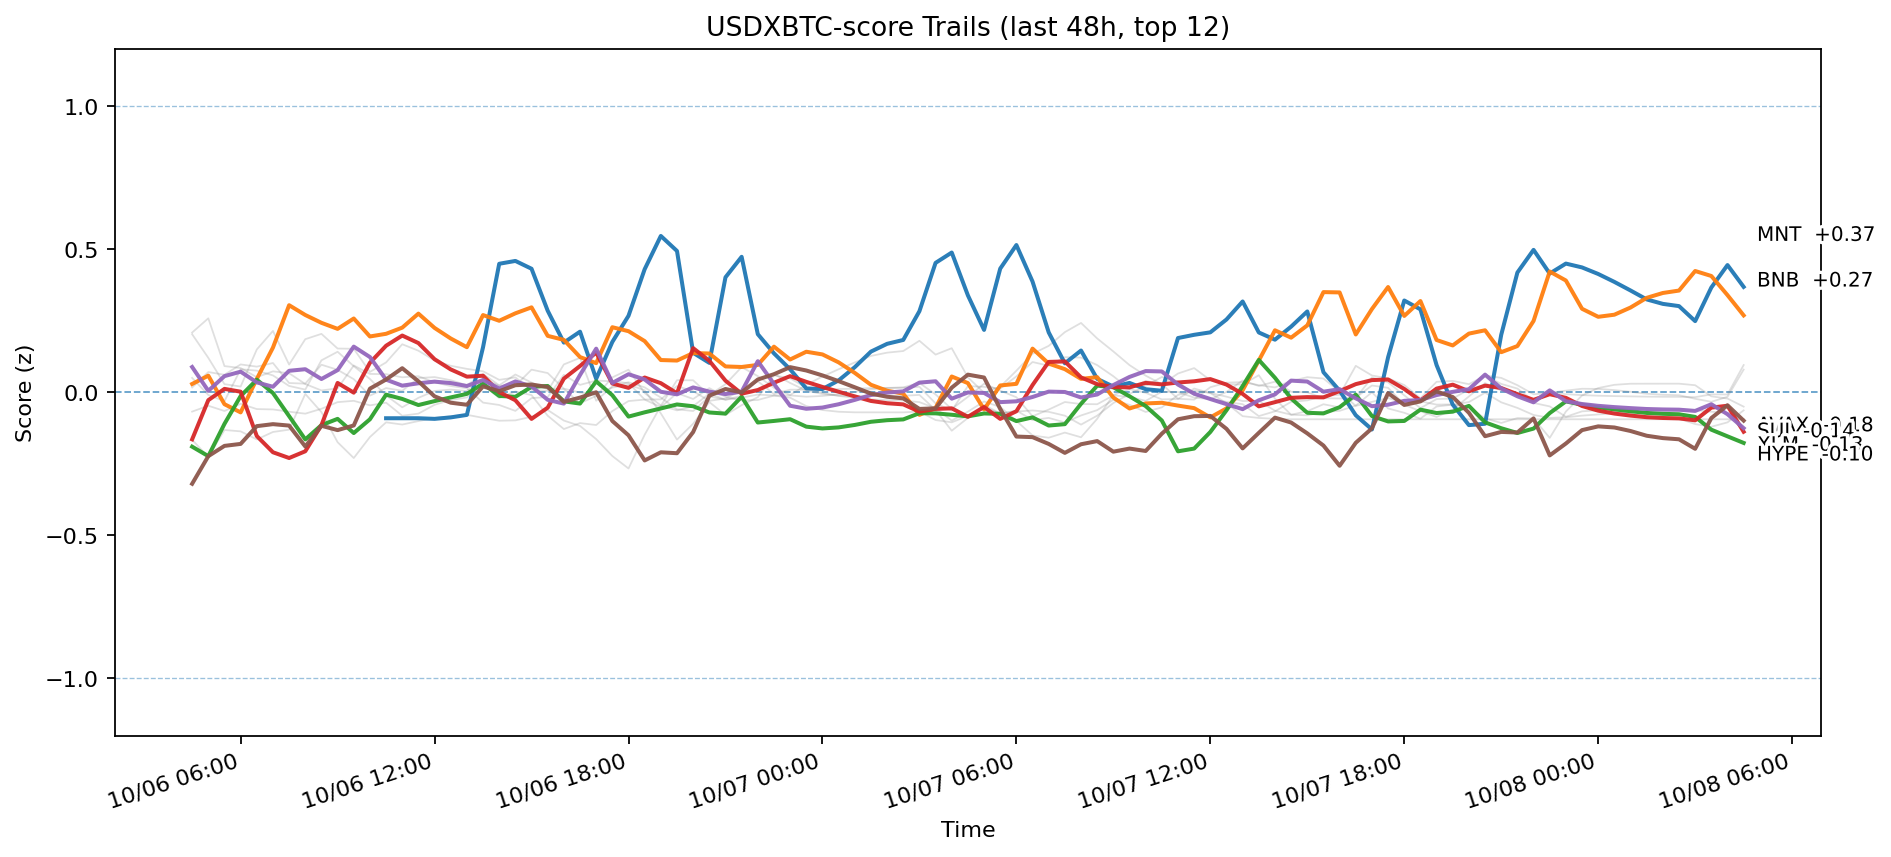 USDXBTC-score Trails (last 48h, top 12)
Score (z)
1.0
0.5
0.0
−0.5
−1.0
MNT +0.37
BNB +0.27
HYPE -0.10
10/06 06:00
10/06 12:00
10/06 18:00
10/07 00:00
10/07 06:00
10/07 12:00
10/07 18:00
10/08 00:00
10/08 06:00
Time